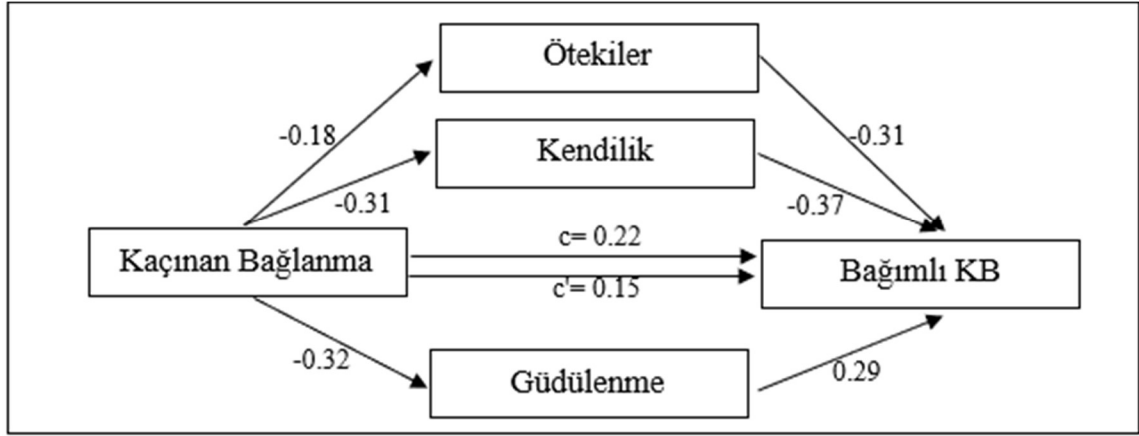 Ötekiler
-0.18
-0.31
Kendilik
-0.31
-0.37
c= 0.22
Kaçınan Bağlanma
Bağımlı KB
c'= 0.15
-0.32
Güdülenme
0.29